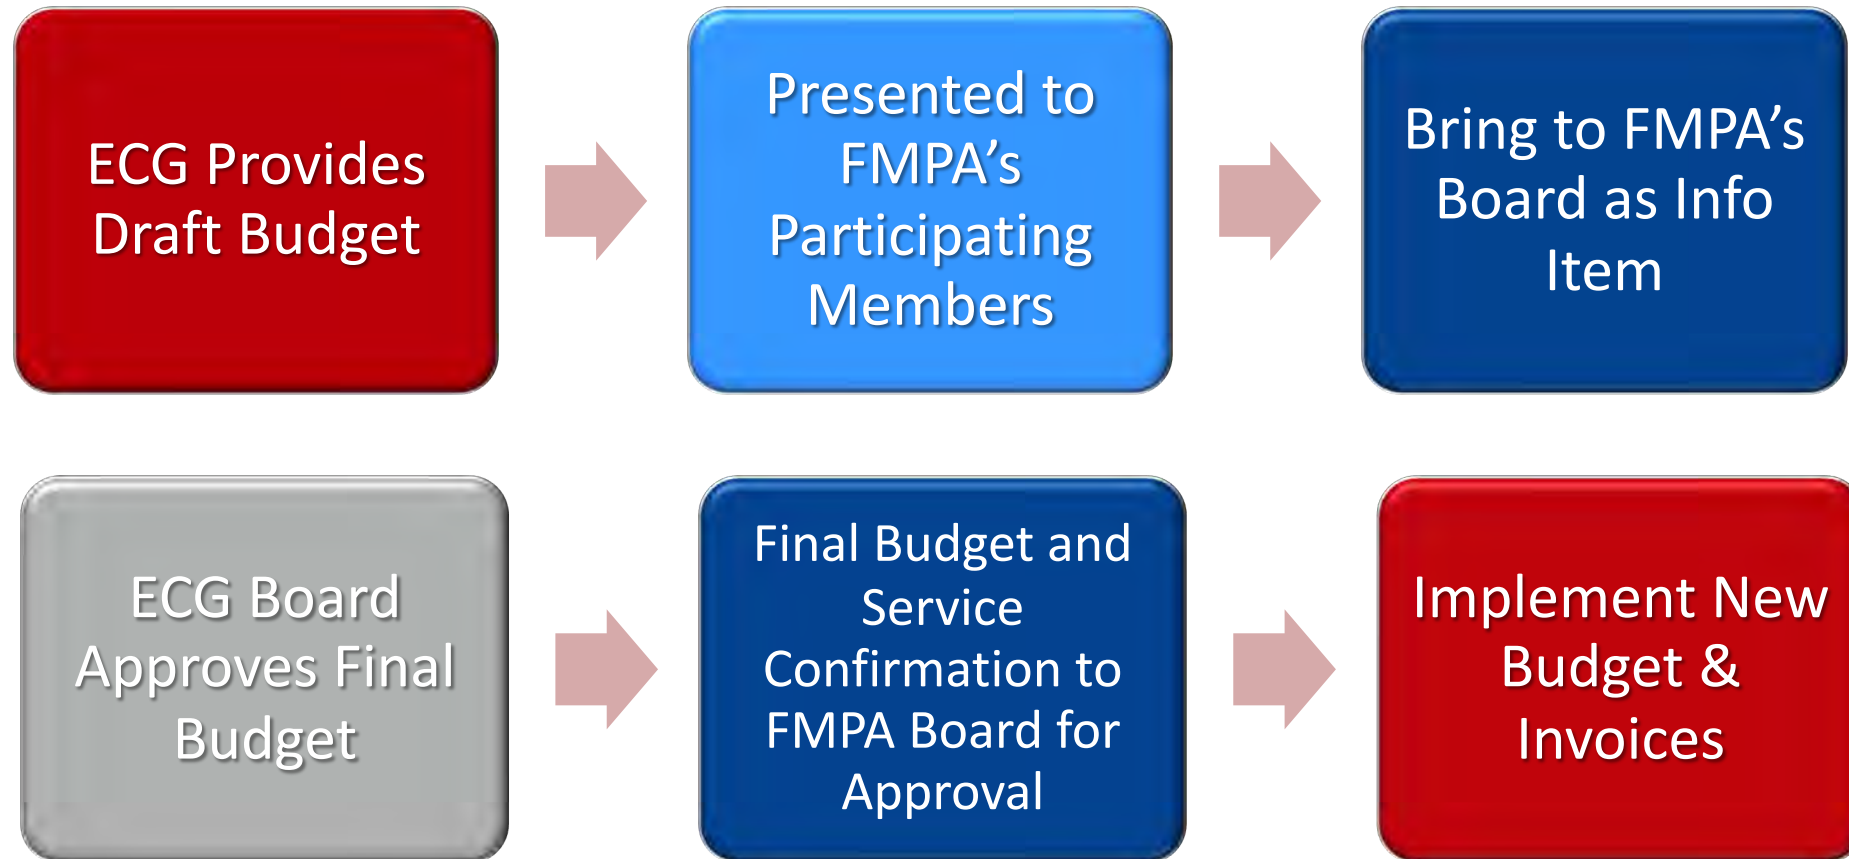 ECG Provides
Draft Budget
Presented to
FMPA’s
Participating
Members
Bring to FMPA’s
Board as Info
Item
ECG Board
Approves Final
Budget
Final Budget and
Service
Confirmation to
FMPA Board for
Approval
Implement New
Budget &
Invoices